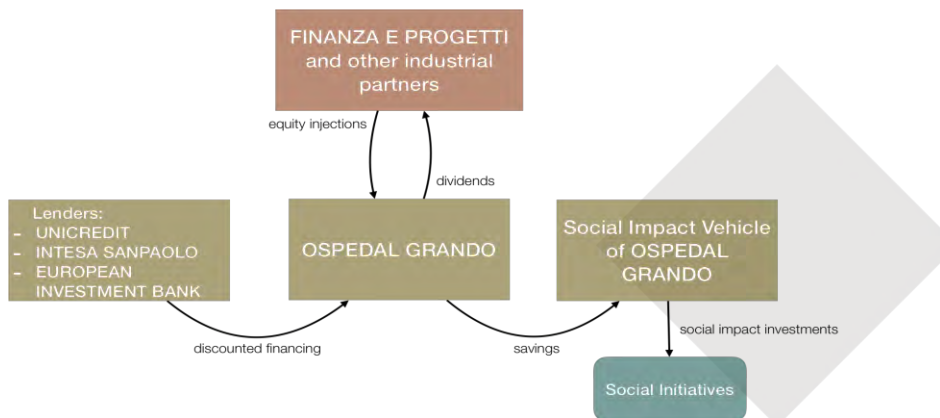 FINANZA E PROGETTI
and other industrial
partners
equity injections
dividends
Lenders:
- UNICREDIT
- INTESA SANPAOLO
- EUROPEAN
INVESTMENT BANK
OSPEDAL GRANDO
Social Impact Vehicle
of OSPEDAL
GRANDO
discounted financing
savings
social impact investments
Social Initiatives